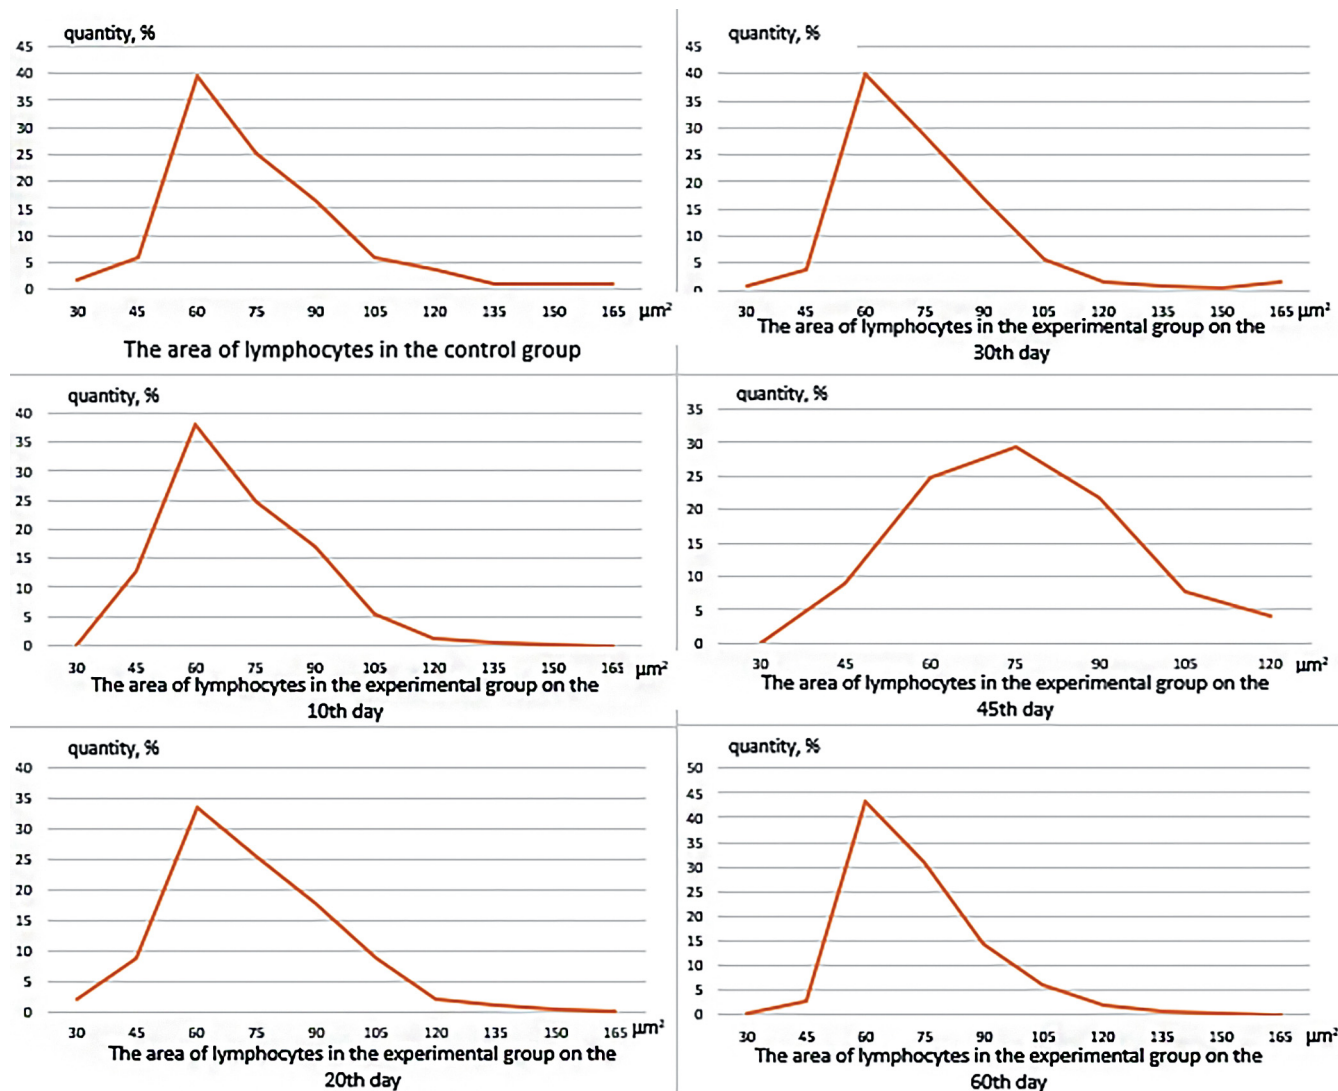 quantity, %
45
40
35
30
25
20
15
10
5
0
30 45 60 75 90 105 120 135 150 165 µm²
The area of lymphocytes in the control group
quantity, %
45
40
35
30
25
20
15
10
5
0
30 45 60 75 90 105 120 135 150 165 µm²
The area of lymphocytes in the experimental group on the
30th day
quantity, %
40
35
30
25
20
15
10
5
0
30 45 60 75 90 105 120 135 150 165 µm²
The area of lymphocytes in the experimental group on the
10th day
quantity, %
35
30
25
20
15
10
5
0
30 45 60 75 90 105 120 µm²
The area of lymphocytes in the experimental group on the
45th day
quantity, %
40
35
30
25
20
15
10
5
0
30 45 60 75 90 105 120 135 150 165 µm²
The area of lymphocytes in the experimental group on the
20th day
quantity, %
50
45
40
35
30
25
20
15
10
5
0
30 45 60 75 90 105 120 135 150 165 µm²
The area of lymphocytes in the experimental group on the
60th day